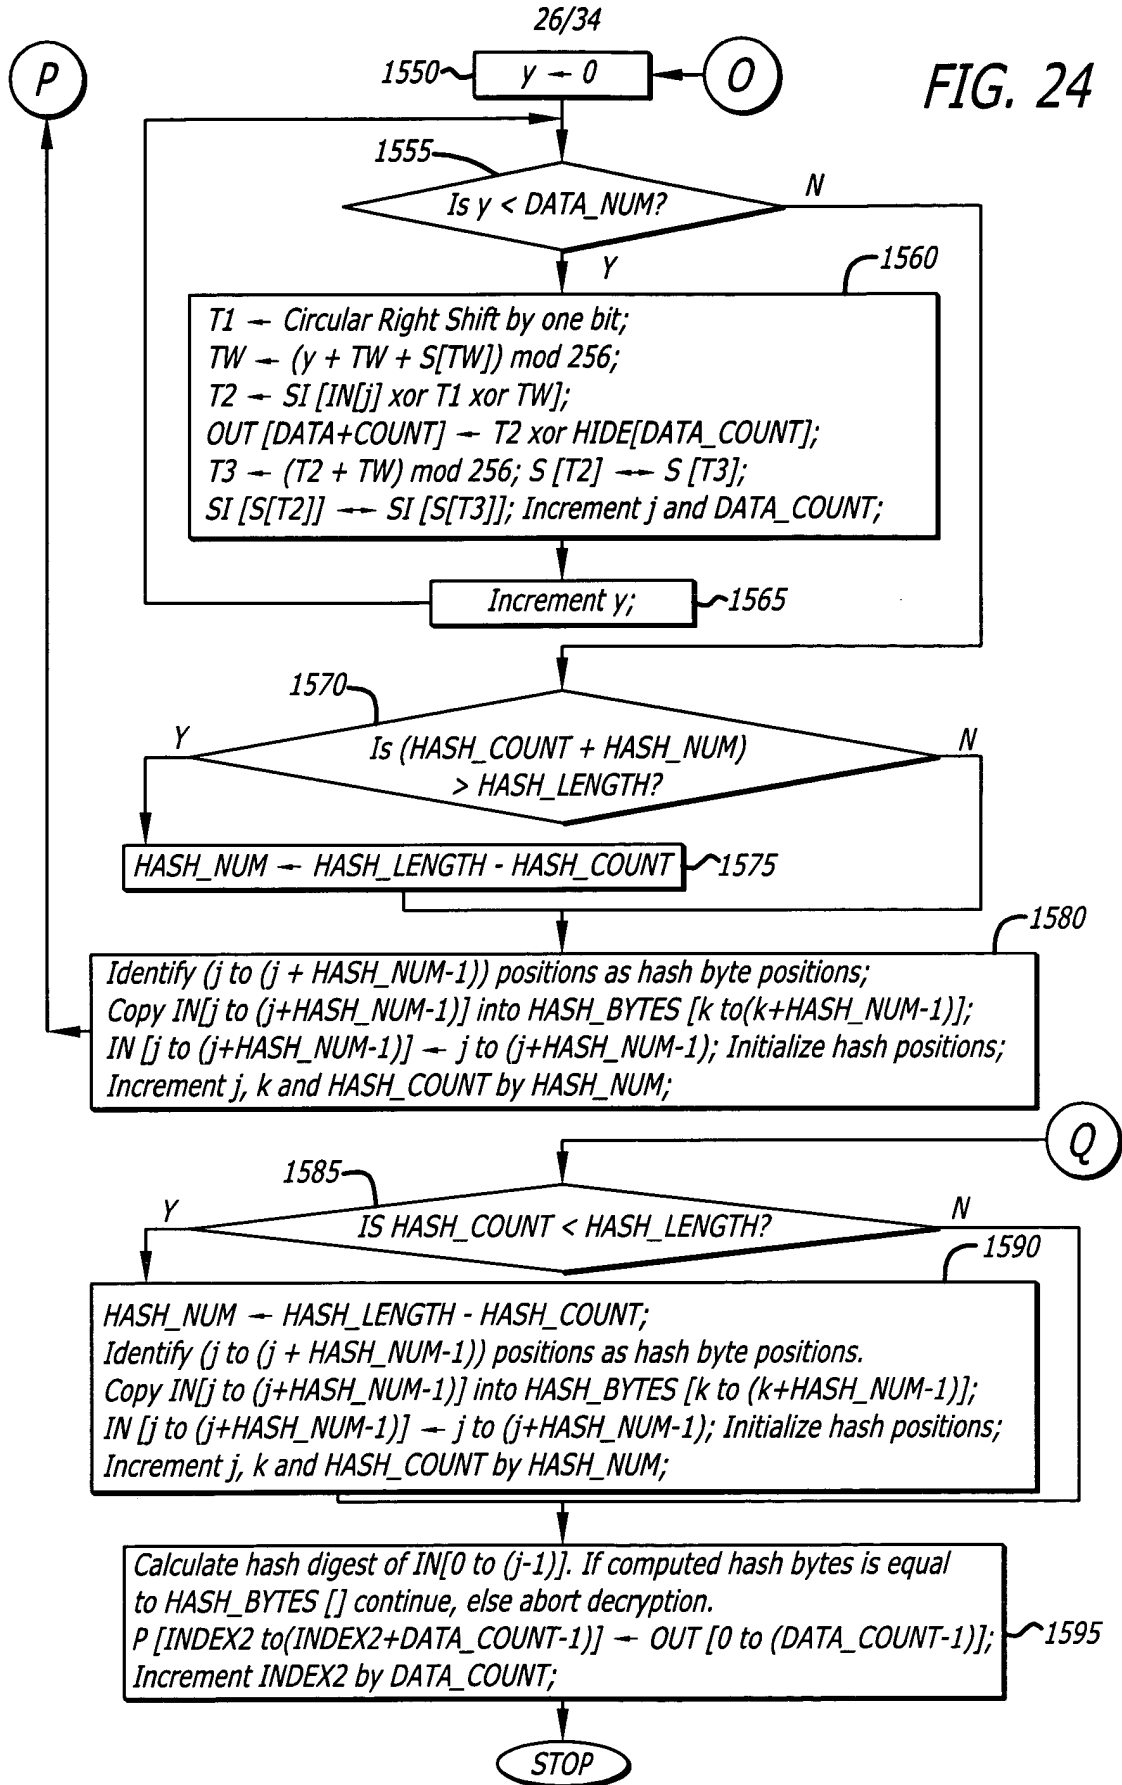 26/34
P
1550
y ← 0
O
FIG. 24
1555
Is y < DATA_NUM?
N
Y
1560
T1 ← Circular Right Shift by one bit;
TW ← (y + TW + S[TW]) mod 256;
T2 ← SI [IN[j] xor T1 xor TW];
OUT [DATA+COUNT] ← T2 xor HIDE[DATA_COUNT];
T3 ← (T2 + TW) mod 256; S [T2] ↔ S [T3];
SI [S[T2]] ↔ SI [S[T3]]; Increment j and DATA_COUNT;
Increment y;
1565
1570
Y
Is (HASH_COUNT + HASH_NUM)
> HASH_LENGTH?
N
HASH_NUM ← HASH_LENGTH - HASH_COUNT
1575
1580
Identify (j to (j + HASH_NUM-1)) positions as hash byte positions;
Copy IN[j to (j+HASH_NUM-1)] into HASH_BYTES [k to(k+HASH_NUM-1)];
IN [j to (j+HASH_NUM-1)] ← j to (j+HASH_NUM-1); Initialize hash positions;
Increment j, k and HASH_COUNT by HASH_NUM;
Q
1585
Y
IS HASH_COUNT < HASH_LENGTH?
N
1590
HASH_NUM ← HASH_LENGTH - HASH_COUNT;
Identify (j to (j + HASH_NUM-1)) positions as hash byte positions.
Copy IN[j to (j+HASH_NUM-1)] into HASH_BYTES [k to (k+HASH_NUM-1)];
IN [j to (j+HASH_NUM-1)] ← j to (j+HASH_NUM-1); Initialize hash positions;
Increment j, k and HASH_COUNT by HASH_NUM;
Calculate hash digest of IN[0 to (j-1)]. If computed hash bytes is equal
to HASH_BYTES [] continue, else abort decryption.
P [INDEX2 to(INDEX2+DATA_COUNT-1)] ← OUT [0 to (DATA_COUNT-1)];
Increment INDEX2 by DATA_COUNT;
1595
STOP